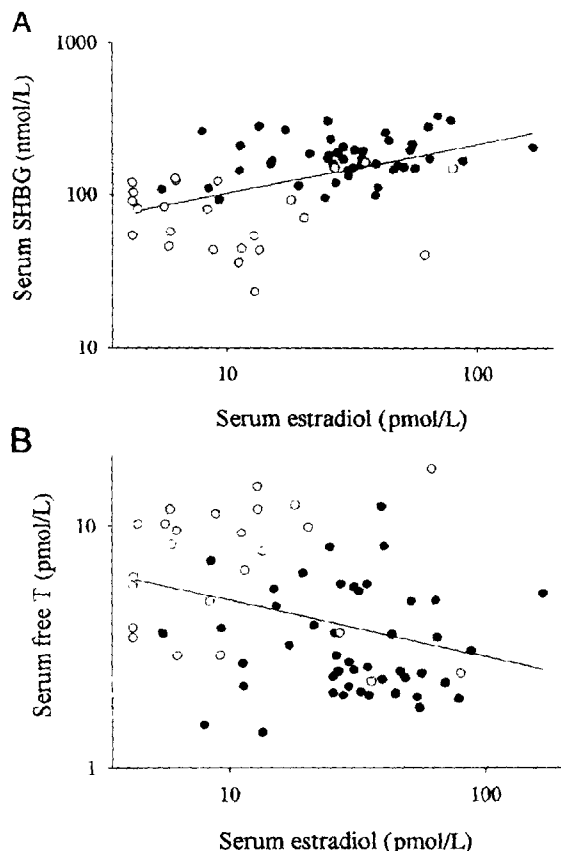 A
1000
100
10
Serum SHBG (nmol/L)
10
100
Serum estradiol (pmol/L)
B
10
1
Serum free T (pmol/L)
10
100
Serum estradiol (pmol/L)